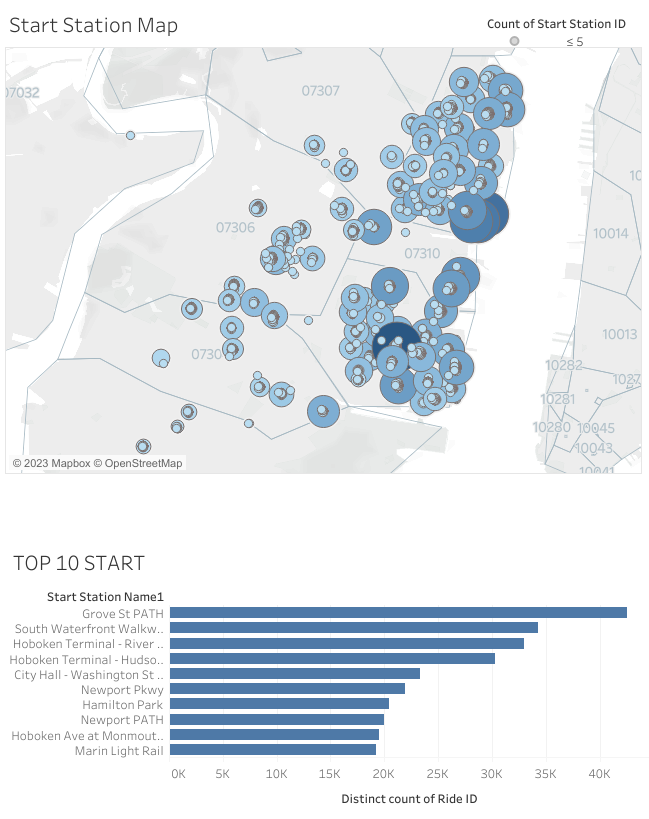 Start Station Map
Count of Start Station ID
≤ 5
07032
07307
10
07306
10014
07310
10013
0730
10282
1027
10281
10280 10045
10043
10041
© 2023 Mapbox © OpenStreetMap
TOP 10 START
Start Station Name1
Grove St PATH
South Waterfront Walkw..
Hoboken Terminal - River ..
Hoboken Terminal - Hudso..
City Hall - Washington St ..
Newport Pkwy
Hamilton Park
Newport PATH
Hoboken Ave at Monmout..
Marin Light Rail
0K 5K 10K 15K 20K 25K 30K 35K 40K
Distinct count of Ride ID